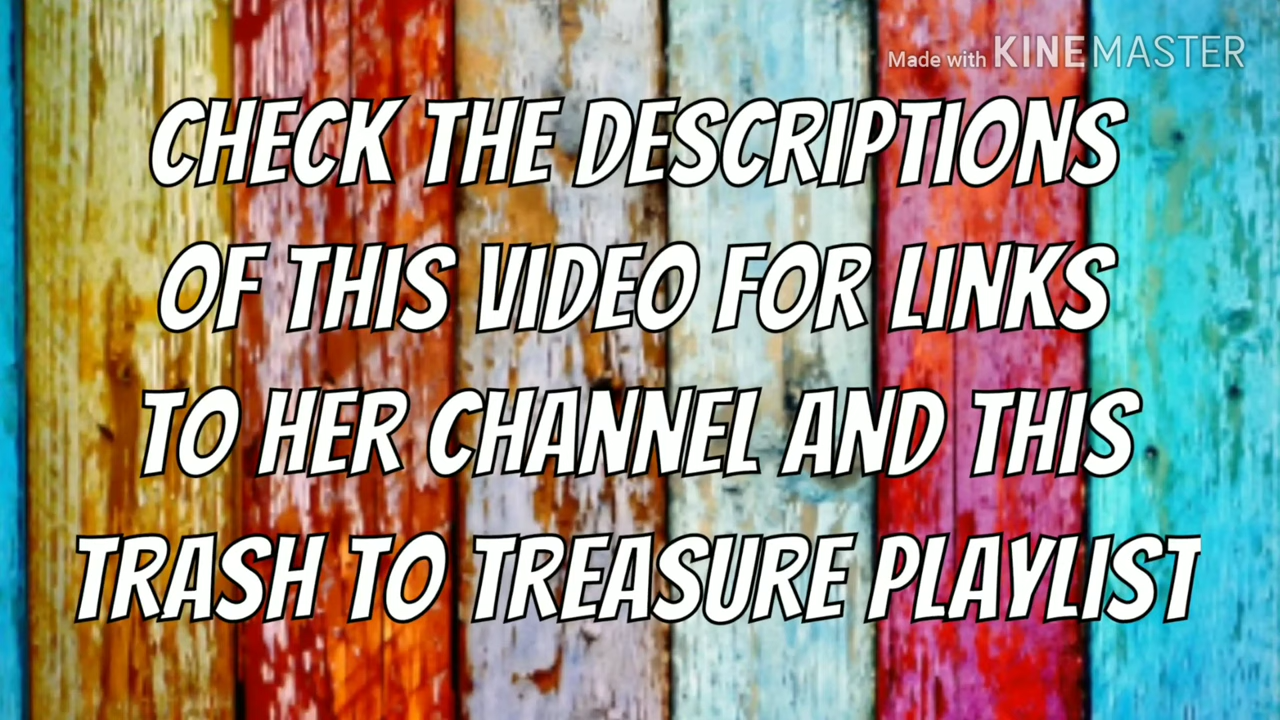 Made with KINEMASTER
CHECK THE DESCRIPTIONS
OF THIS VIDEO FOR LINKS
TO HER CHANNEL AND THIS
TRASH TO TREASURE PLAYLIST